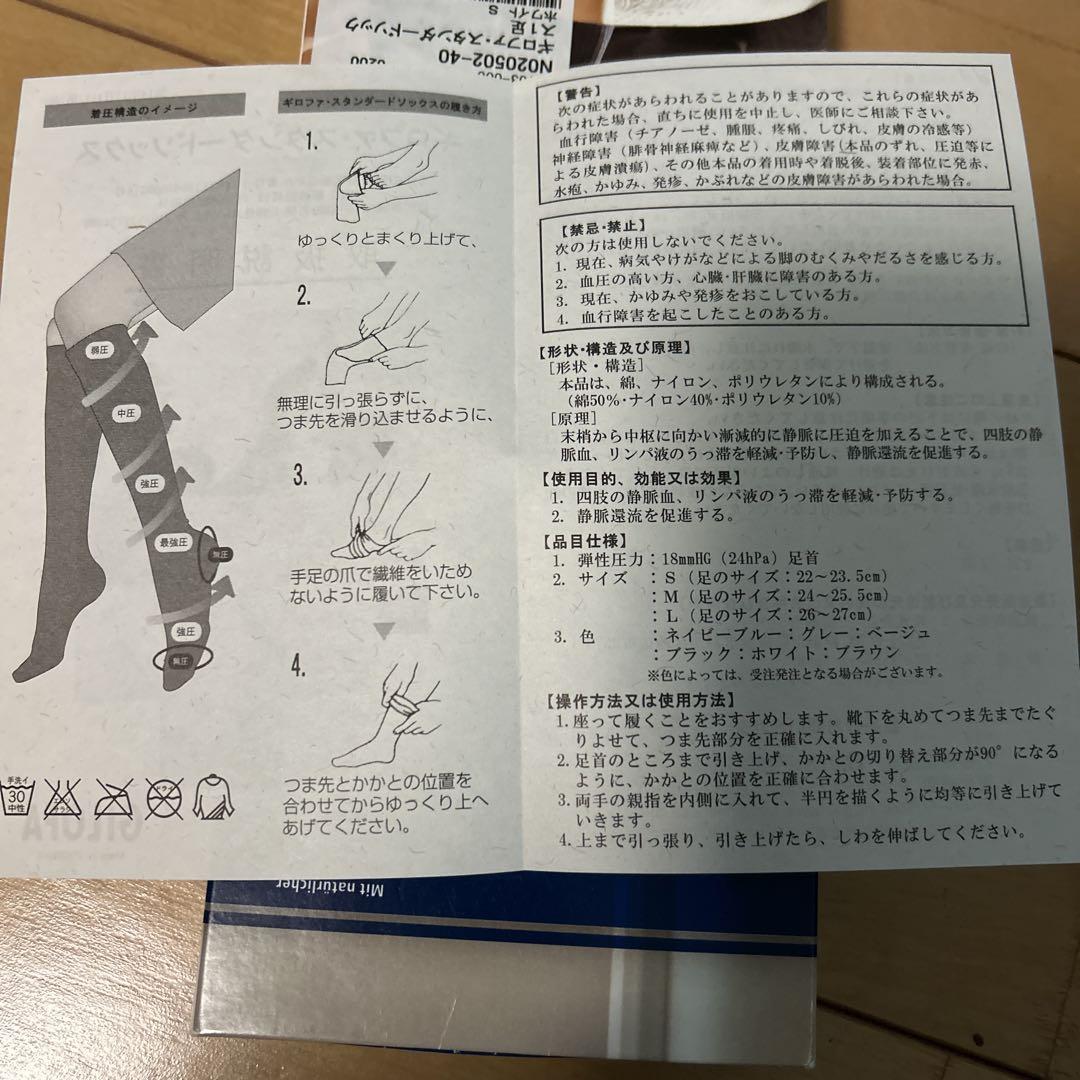 N020502-40
ギロファ・スタンダードソック
ス1足
ホワイト S
着圧構造のイメージ
弱圧
中圧
強圧
最強圧
無圧
強圧
無圧
手洗イ
30
中性
エンソ
サラシ
ドライ
ギロファ・スタンダードソックスの履き方
1.
ゆっくりとまくり上げて、
2.
無理に引っ張らずに、
つま先を滑り込ませるように、
3.
手足の爪で繊維をいため
ないように履いて下さい。
4.
つま先とかかとの位置を
合わせてからゆっくり上へ
あげてください。
【警告】
次の症状があらわれることがありますので、これらの症状があ
らわれた場合、直ちに使用を中止し、医師にご相談下さい。
血行障害（チアノーゼ、腫脹、疼痛、しびれ、皮膚の冷感等）
神経障害（腓骨神経麻痺など）、皮膚障害（本品のずれ、圧迫等に
よる皮膚潰瘍）、その他本品の着用時や着脱後、装着部位に発赤、
水疱、かゆみ、発疹、かぶれなどの皮膚障害があらわれた場合。
【禁忌・禁止】
次の方は使用しないでください。
1. 現在、病気やけがなどによる脚のむくみやだるさを感じる方。
2. 血圧の高い方、心臓・肝臓に障害のある方。
3. 現在、かゆみや発疹をおこしている方。
4. 血行障害を起こしたことのある方。
【形状・構造及び原理】
[形状・構造]
本品は、綿、ナイロン、ポリウレタンにより構成される。
（綿50%・ナイロン40%・ポリウレタン10%）
[原理]
末梢から中枢に向かい漸減的に静脈に圧迫を加えることで、四肢の静
脈血、リンパ液のうっ滞を軽減・予防し、静脈還流を促進する。
【使用目的、効能又は効果】
1. 四肢の静脈血、リンパ液のうっ滞を軽減・予防する。
2. 静脈還流を促進する。
【品目仕様】
1. 弾性圧力：18mmHG（24hPa）足首
2. サイズ ：S（足のサイズ：22〜23.5cm）
：M（足のサイズ：24〜25.5cm）
：L（足のサイズ：26〜27cm）
3. 色 ：ネイビーブルー：グレー：ベージュ
：ブラック：ホワイト：ブラウン
※色によっては、受注発注となる場合がございます。
【操作方法又は使用方法】
1. 座って履くことをおすすめします。靴下を丸めてつま先までたぐ
りよせて、つま先部分を正確に入れます。
2. 足首のところまで引き上げ、かかとの切り替え部分が90°になる
ように、かかとの位置を正確に合わせます。
3. 両手の親指を内側に入れて、半円を描くように均等に引き上げて
いきます。
4. 上まで引っ張り、引き上げたら、しわを伸ばしてください。
Mit natürlicher